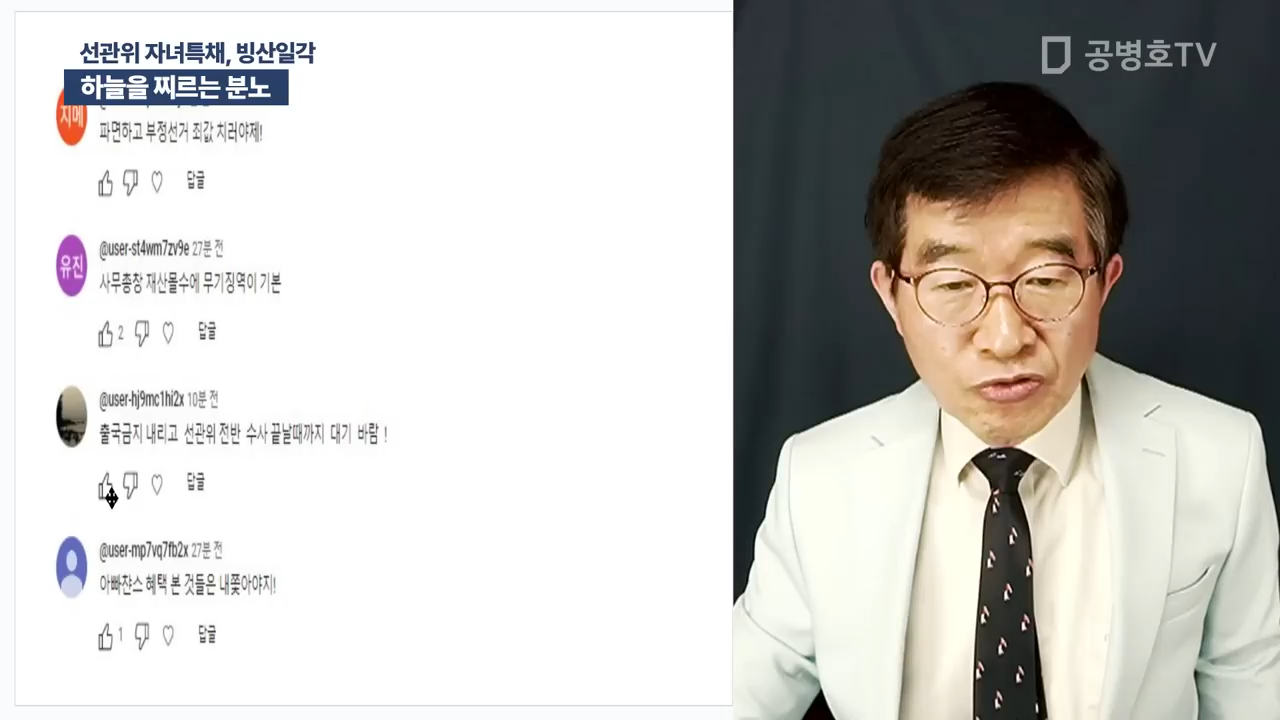 선관위 자녀특채, 빙산일각
하늘을 찌르는 분노
공병호TV
치메
파면하고 부정선거 죄값 치러야제!
답글
유진
@user-st4wm7zv9e 27분 전
사무총창 재산몰수에 무기징역이 기본
2
답글
@user-hj9mc1hi2x 10분 전
출국금지 내리고 선관위 전반 수사 끝날때까지 대기 바람 !
답글
@user-mp7vq7fb2x 27분 전
아빠챤스 혜택 본 것들은 내쫒아야지!
1
답글